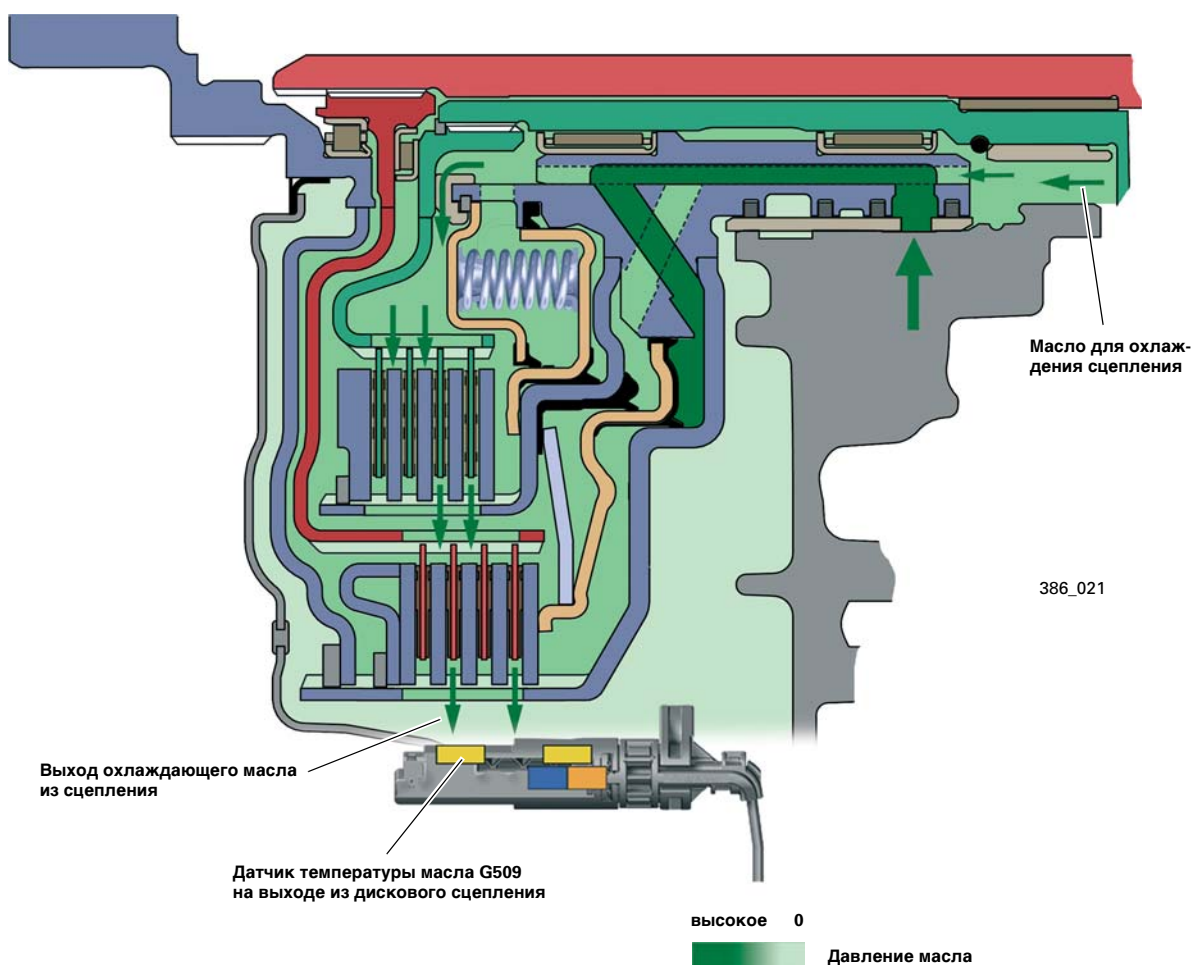 Масло для охлаж-
дения сцепления
386_021
Выход охлаждающего масла
из сцепления
Датчик температуры масла G509
на выходе из дискового сцепления
высокое 0
Давление масла